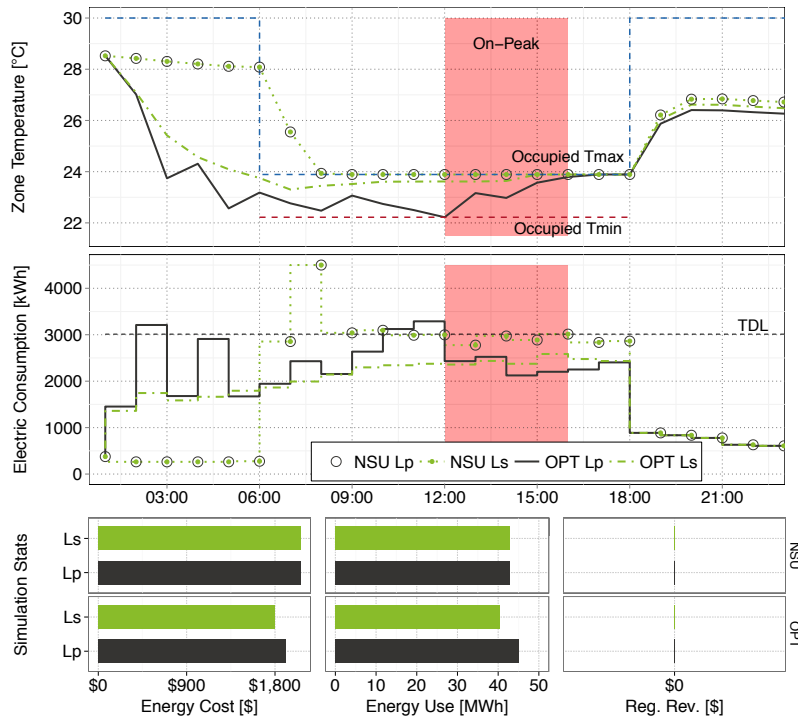 Zone Temperature [°C]
30
28
26
24
22
On−Peak
Occupied Tmax
Occupied Tmin
Electric Consumption [kWh]
4000
3000
2000
1000
0
TDL
NSU Lp NSU Ls OPT Lp OPT Ls
03:00 06:00 09:00 12:00 15:00 18:00 21:00
Simulation Stats
Ls
Lp
NSU
Ls
Lp
OPT
$0 $900 $1,800 0 10 20 30 40 50 $0
Energy Cost [$] Energy Use [MWh] Reg. Rev. [$]